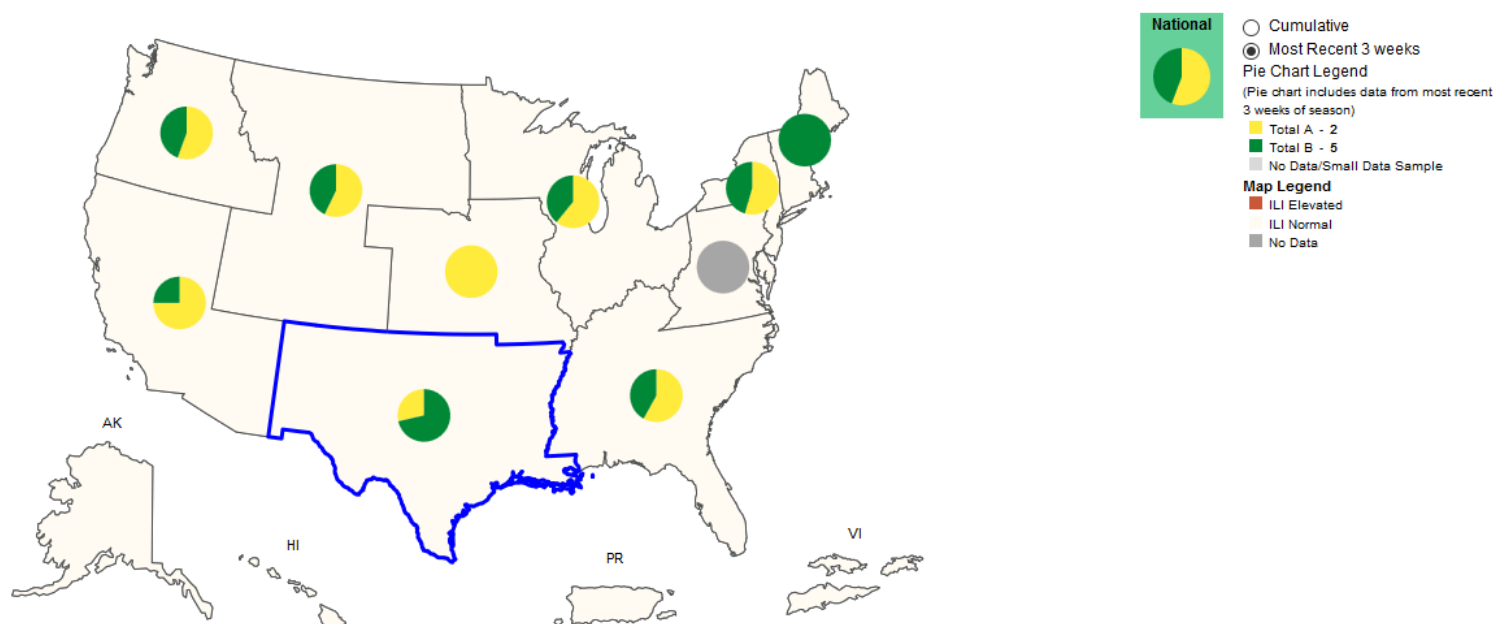 National
Cumulative
Most Recent 3 weeks
Pie Chart Legend
(Pie chart includes data from most recent
3 weeks of season)
Total A - 2
Total B - 5
No Data/Small Data Sample
Map Legend
ILI Elevated
ILI Normal
No Data
AK
HI
PR
VI